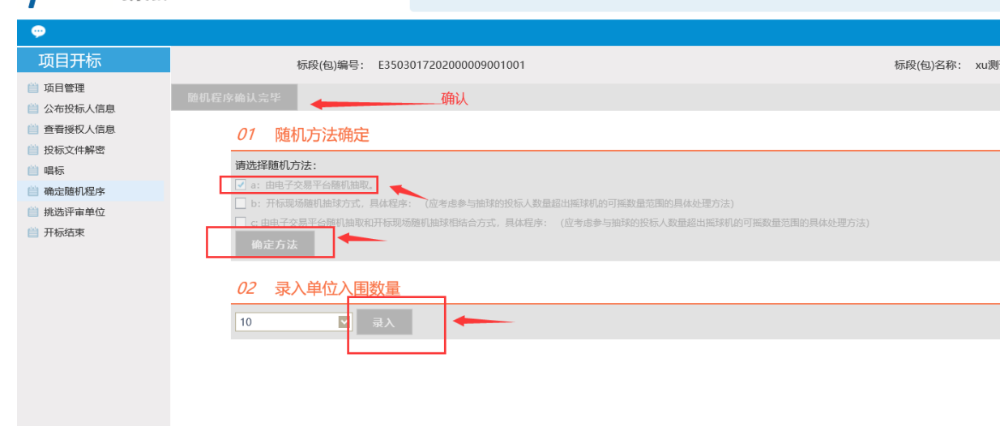 项目开标
标段(包)编号: E3503017202000009001001
标段(包)名称: xu测
项目管理
公布投标人信息
查看授权人信息
投标文件解密
唱标
确定随机程序
挑选评审单位
开标结束
随机程序确认完毕
确认
01 随机方法确定
请选择随机方法:
a: 由电子交易平台随机抽取。
b: 开标现场随机抽球方式,具体程序: (应考虑参与抽球的投标人数量超出摇球机的可摇数量范围的具体处理方法)
c: 由电子交易平台随机抽取和开标现场随机抽球相结合方式,具体程序: (应考虑参与抽球的投标人数量超出摇球机的可摇数量范围的具体处理方法)
确定方法
02 录入单位入围数量
10
录入